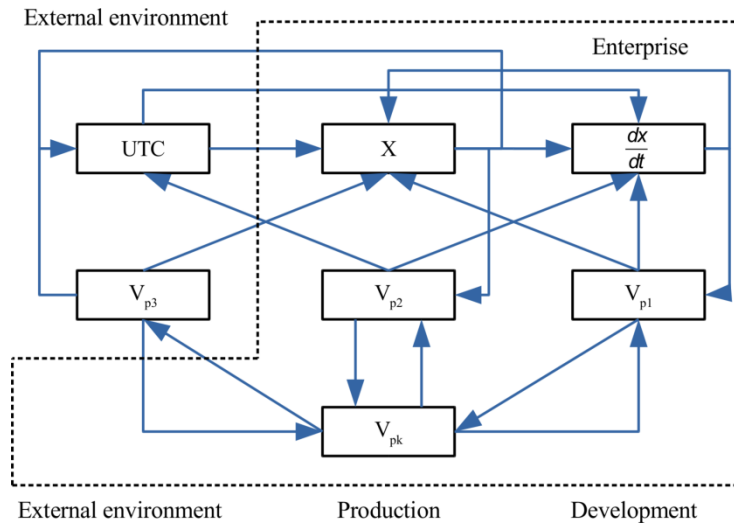 External environment
Enterprise
UTC
X
dx
dt
Vp3
Vp2
Vp1
Vpk
External environment
Production
Development